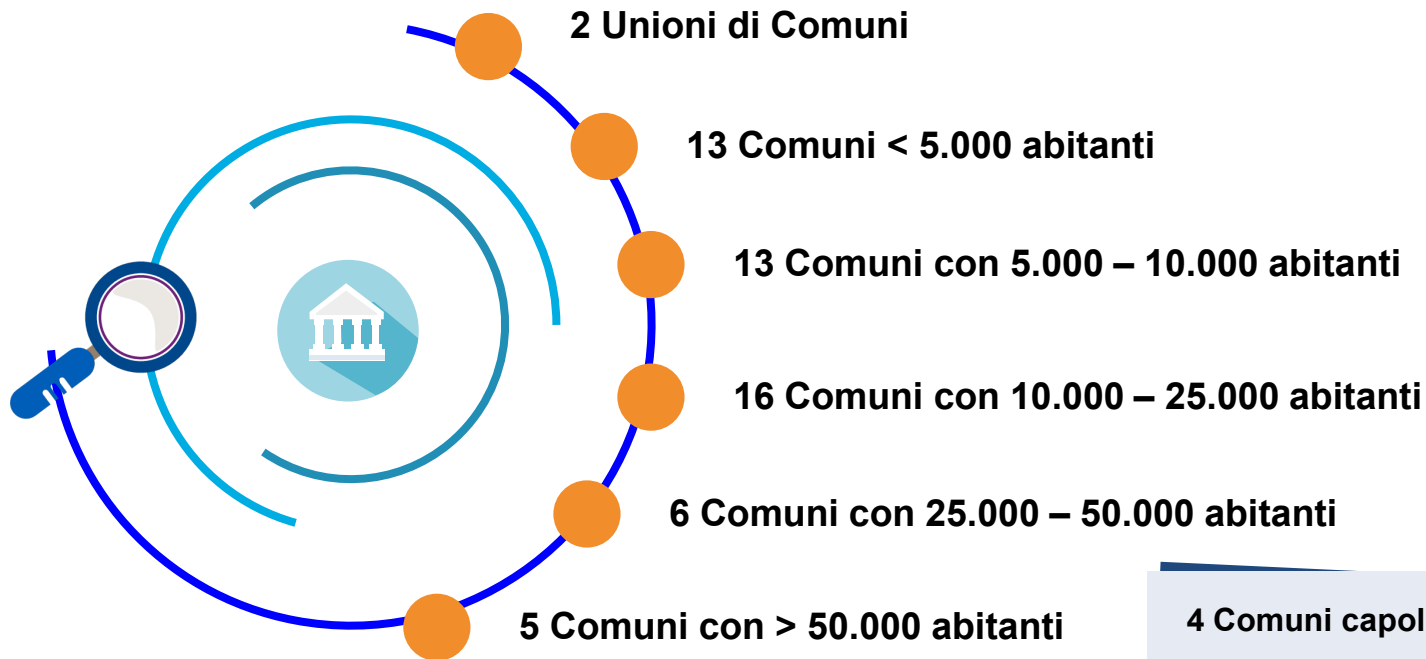 2 Unioni di Comuni
13 Comuni < 5.000 abitanti
13 Comuni con 5.000 – 10.000 abitanti
16 Comuni con 10.000 – 25.000 abitanti
6 Comuni con 25.000 – 50.000 abitanti
5 Comuni con > 50.000 abitanti
4 Comuni capol